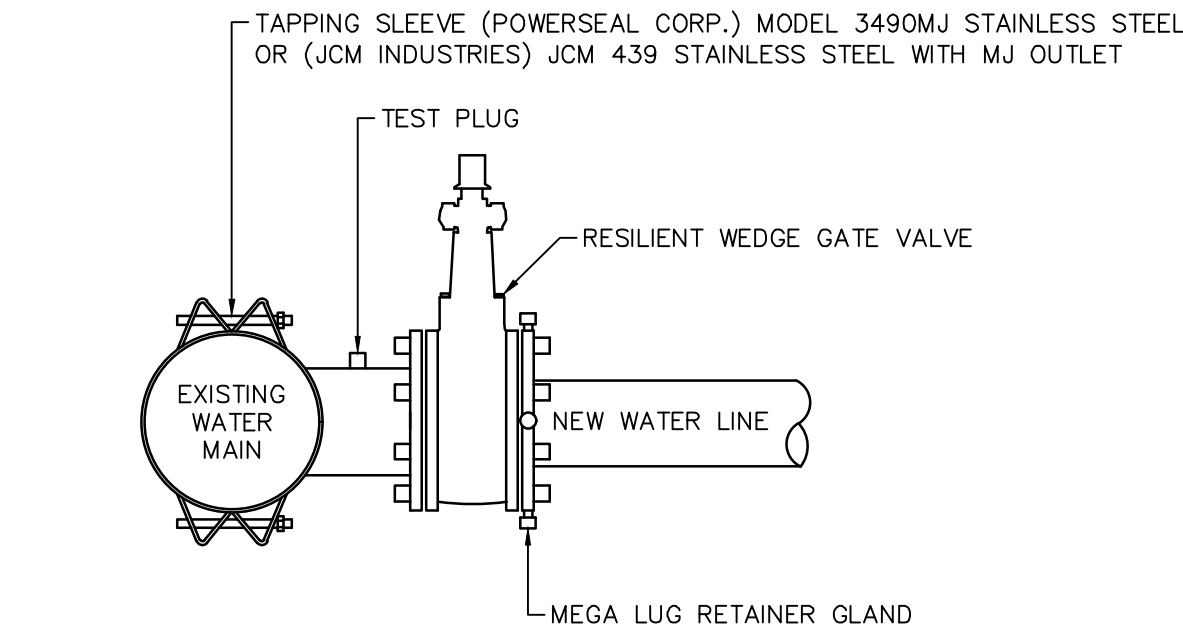 TAPPING SLEEVE (POWERSEAL CORP.) MODEL 3490MJ STAINLESS STEEL
OR (JCM INDUSTRIES) JCM 439 STAINLESS STEEL WITH MJ OUTLET
TEST PLUG
RESILIENT WEDGE GATE VALVE
EXISTING
WATER
MAIN
NEW WATER LINE
MEGA LUG RETAINER GLAND